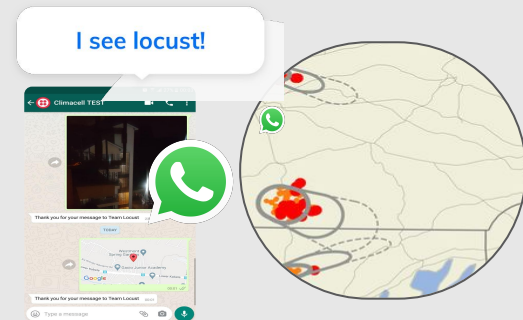 I see locust!
Climacell TEST
Thank you for your message to Team Locust
TODAY
Google
Thank you for your message to Team Locust
Type a message